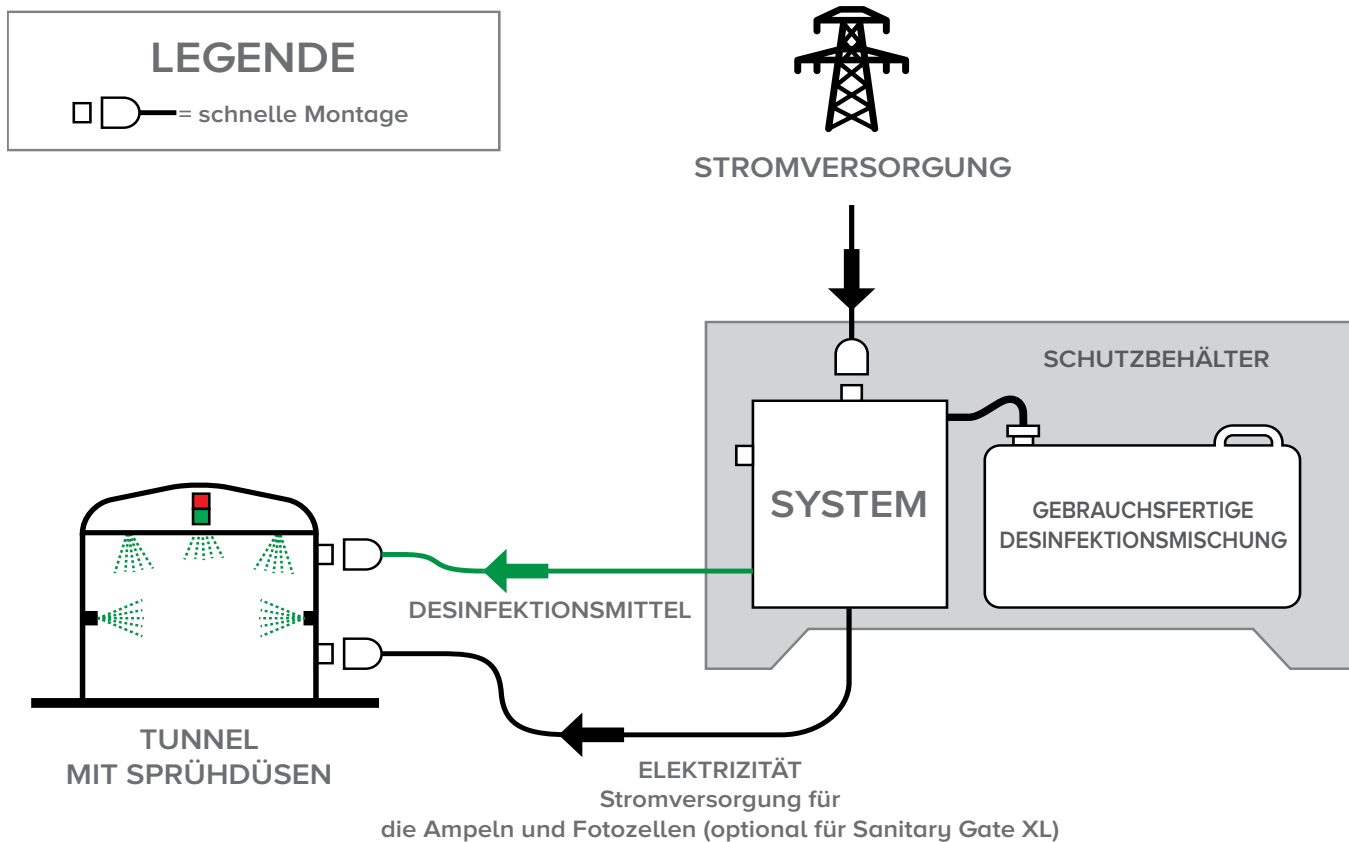 LEGENDE
= schnelle Montage
STROMVERSORGUNG
SCHUTZBEHÄLTER
SYSTEM
GEBRAUCHSFERTIGE
DESINFEKTIONSMISCHUNG
DESINFEKTIONSMITTEL
TUNNEL
MIT SPRÜHDÜSEN
ELEKTRIZITÄT
Stromversorgung für
die Ampeln und Fotozellen (optional für Sanitary Gate XL)